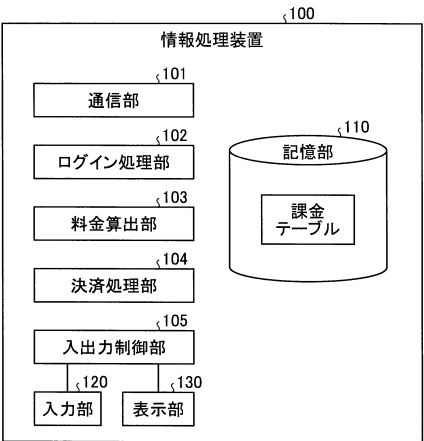 100
情報処理装置
101
通信部
102
ログイン処理部
103
料金算出部
104
決済処理部
105
入出力制御部
120
入力部
130
表示部
110
記憶部
課金
テーブル